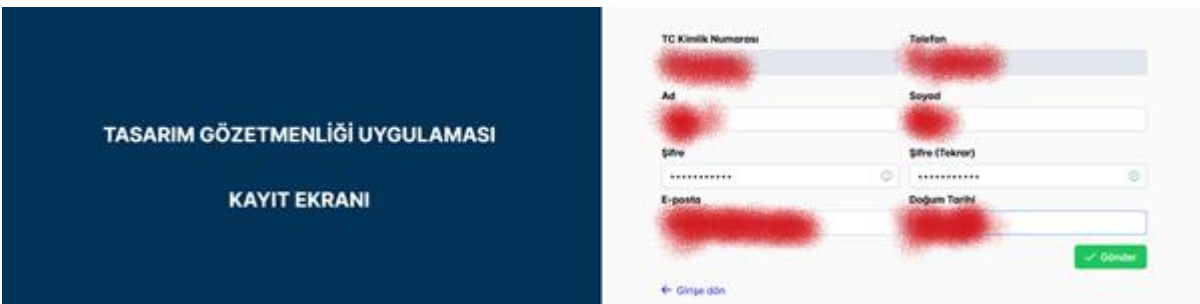 TASARIM GÖZETMENLİĞİ UYGULAMASI
KAYIT EKRANI
TC Kimlik Numarası
Telefon
Ad
Soyad
Şifre
Şifre (Tekrar)
E-posta
Doğum Tarihi
Gönder
Girişe dön